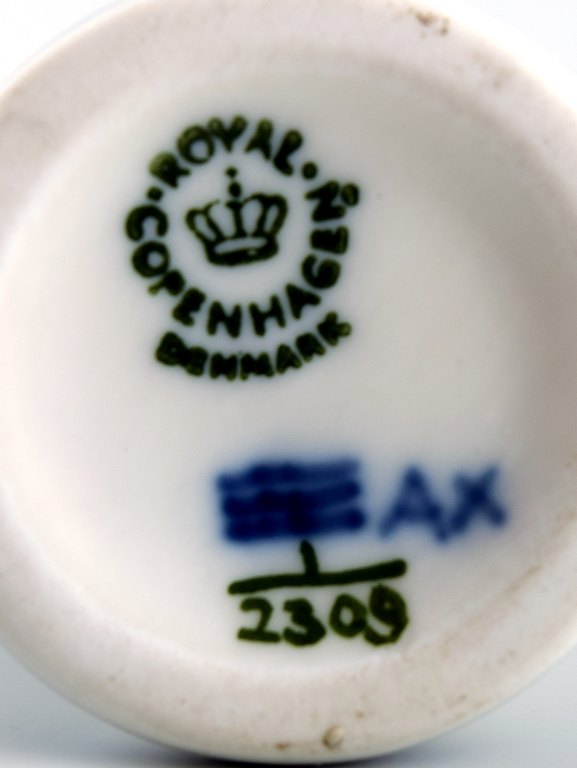 ROYAL
COPENHAGEN
DENMARK
AX
1
2309